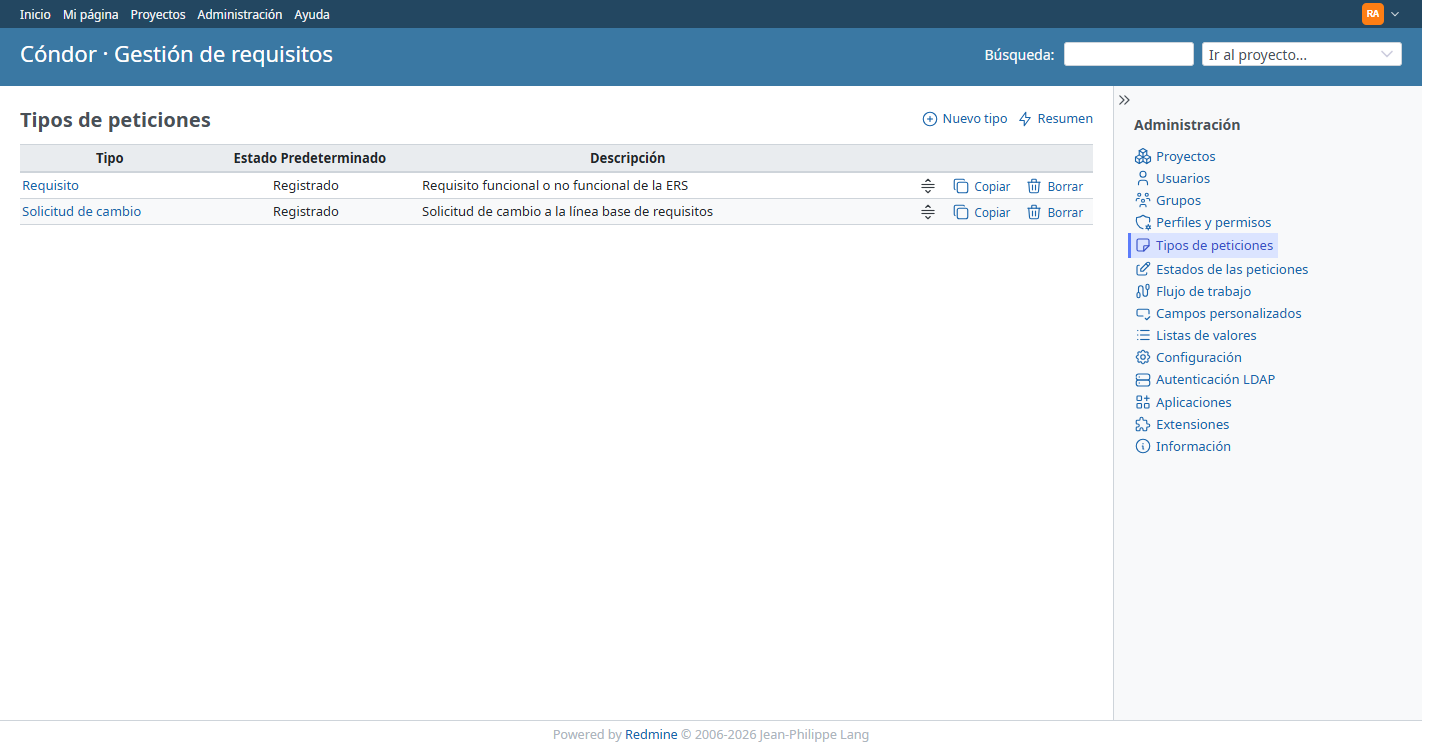 Inicio Mi página Proyectos Administración Ayuda RA
Cóndor · Gestión de requisitos Búsqueda: Ir al proyecto...
Tipos de peticiones Nuevo tipo Resumen
Tipo Estado Predeterminado Descripción
Requisito Registrado Requisito funcional o no funcional de la ERS Copiar Borrar
Solicitud de cambio Registrado Solicitud de cambio a la línea base de requisitos Copiar Borrar
Administración
Proyectos
Usuarios
Grupos
Perfiles y permisos
Tipos de peticiones
Estados de las peticiones
Flujo de trabajo
Campos personalizados
Listas de valores
Configuración
Autenticación LDAP
Aplicaciones
Extensiones
Información
Powered by Redmine © 2006-2026 Jean-Philippe Lang